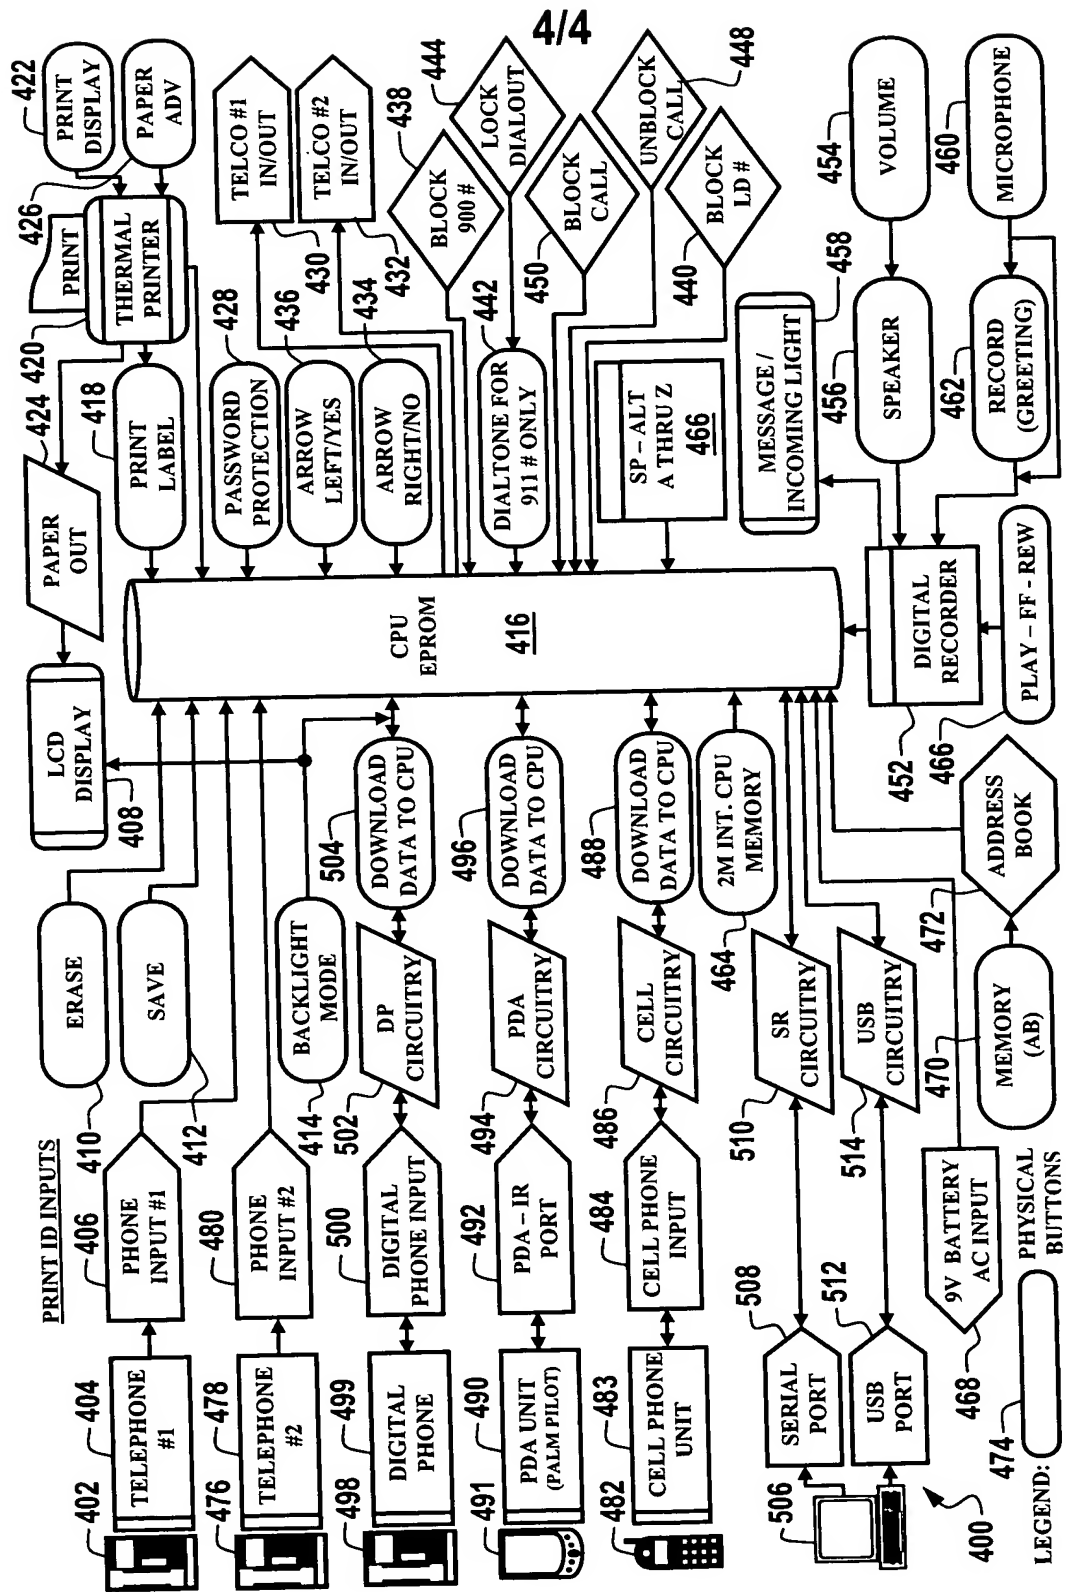 4/4
PRINT ID INPUTS
402
404
TELEPHONE
#1
406
PHONE
INPUT #1
410
ERASE
412
SAVE
476
478
TELEPHONE
#2
480
PHONE
INPUT #2
414
BACKLIGHT
MODE
408
LCD
DISPLAY
424
PAPER
OUT
420
418
PRINT
LABEL
PRINT
THERMAL
PRINTER
426
422
PRINT
DISPLAY
PAPER
ADV
498
499
DIGITAL
PHONE
500
DIGITAL
PHONE INPUT
502
DP
CIRCUITRY
504
DOWNLOAD
DATA TO CPU
491
490
PDA UNIT
(PALM PILOT)
492
PDA – IR
PORT
494
PDA
CIRCUITRY
496
DOWNLOAD
DATA TO CPU
482
483
CELL PHONE
UNIT
484
CELL PHONE
INPUT
486
CELL
CIRCUITRY
488
DOWNLOAD
DATA TO CPU
464
2M INT. CPU
MEMORY
CPU
EPROM
416
428
PASSWORD
PROTECTION
436
ARROW
LEFT/YES
434
ARROW
RIGHT/NO
430
TELCO #1
IN/OUT
432
TELCO #2
IN/OUT
438
BLOCK
900 #
444
LOCK
DIALOUT
442
DIALTONE FOR
911 # ONLY
450
BLOCK
CALL
448
UNBLOCK
CALL
440
BLOCK
LD #
SP – ALT
A THRU Z
466
506
508
SERIAL
PORT
510
SR
CIRCUITRY
512
USB
PORT
514
USB
CIRCUITRY
468
9V BATTERY
AC INPUT
470
MEMORY
(AB)
472
ADDRESS
BOOK
452
DIGITAL
RECORDER
466
PLAY – FF - REW
458
MESSAGE /
INCOMING LIGHT
456
SPEAKER
454
VOLUME
462
RECORD
(GREETING)
460
MICROPHONE
400
LEGEND:
474
PHYSICAL
BUTTONS